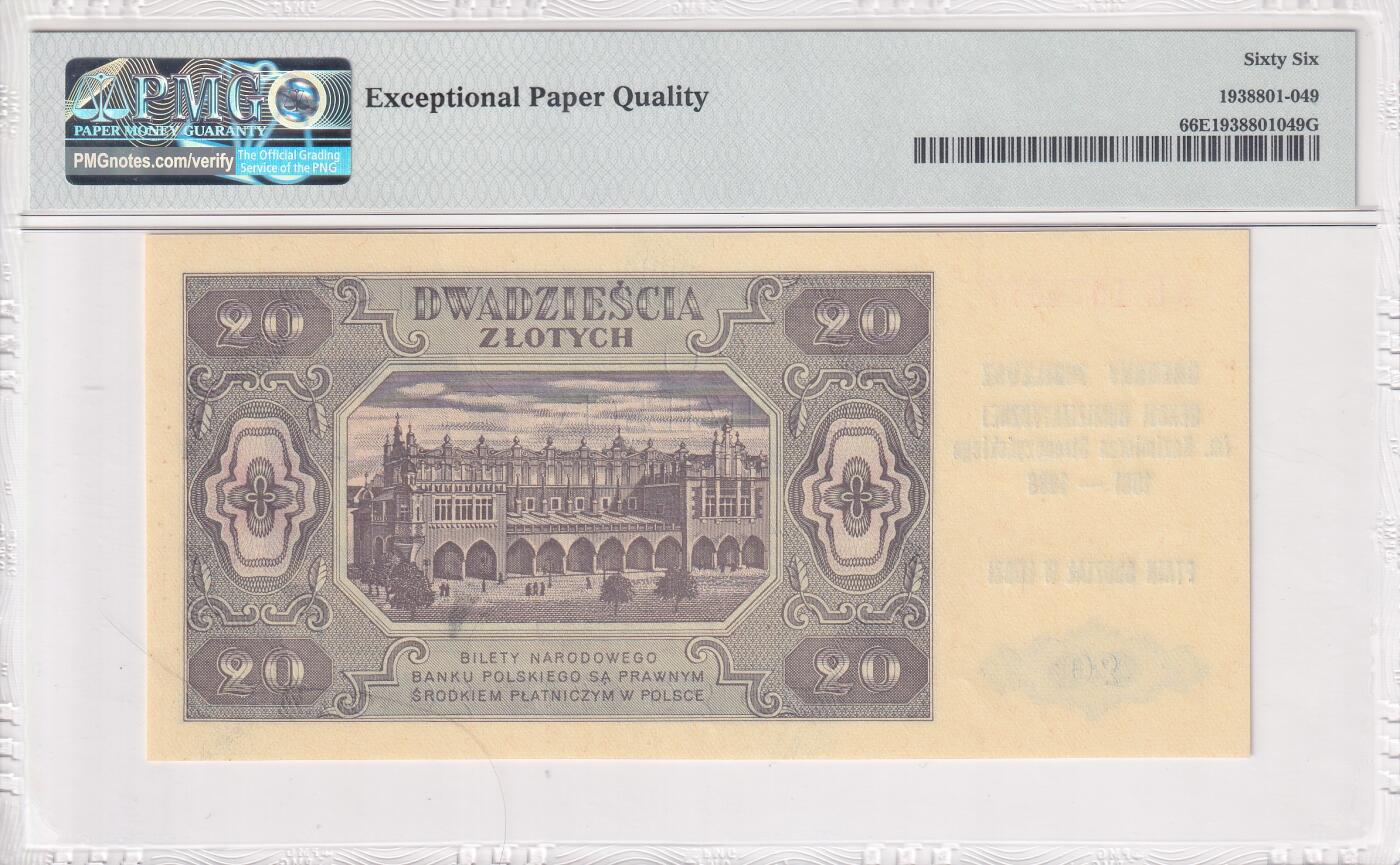 PMG
PAPER MONEY GUARANTY
PMGnotes.com/verify
The Official Grading
Service of the PNG
Exceptional Paper Quality
Sixty Six
1938801-049
66E1938801049G
20
DWADZIEŚCIA
ZŁOTYCH
20
20
BILETY NARODOWEGO
BANKU POLSKIEGO SĄ PRAWNYM
ŚRODKIEM PŁATNICZYM W POLSCE
20